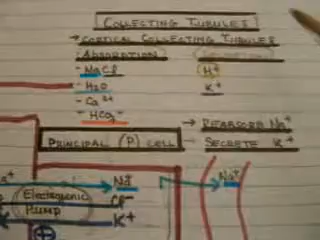 COLLECTING TUBULES
→ CORTICAL COLLECTING TUBULES
ABSORPTION
- NaCl H⁺
- H₂O K⁺
- Ca²⁺
- HCO₃⁻
PRINCIPAL (P) CELL → REABSORB Na⁺
→ SECRETE K⁺
Na⁺ Na⁺
Electrogenic Cl⁻
Pump K⁺
⊕